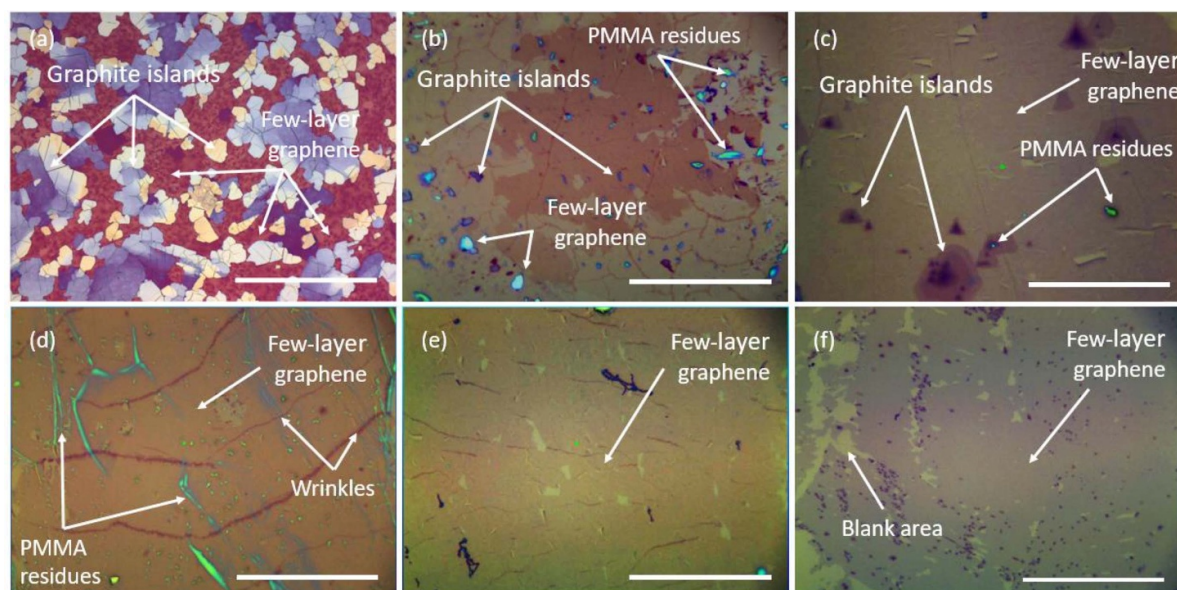 (a)
Graphite islands
Few-layer
graphene
(b)
PMMA residues
Graphite islands
Few-layer
graphene
(c)
Few-layer
graphene
Graphite islands
PMMA residues
(d)
Few-layer
graphene
Wrinkles
PMMA
residues
(e)
Few-layer
graphene
(f)
Few-layer
graphene
Blank area